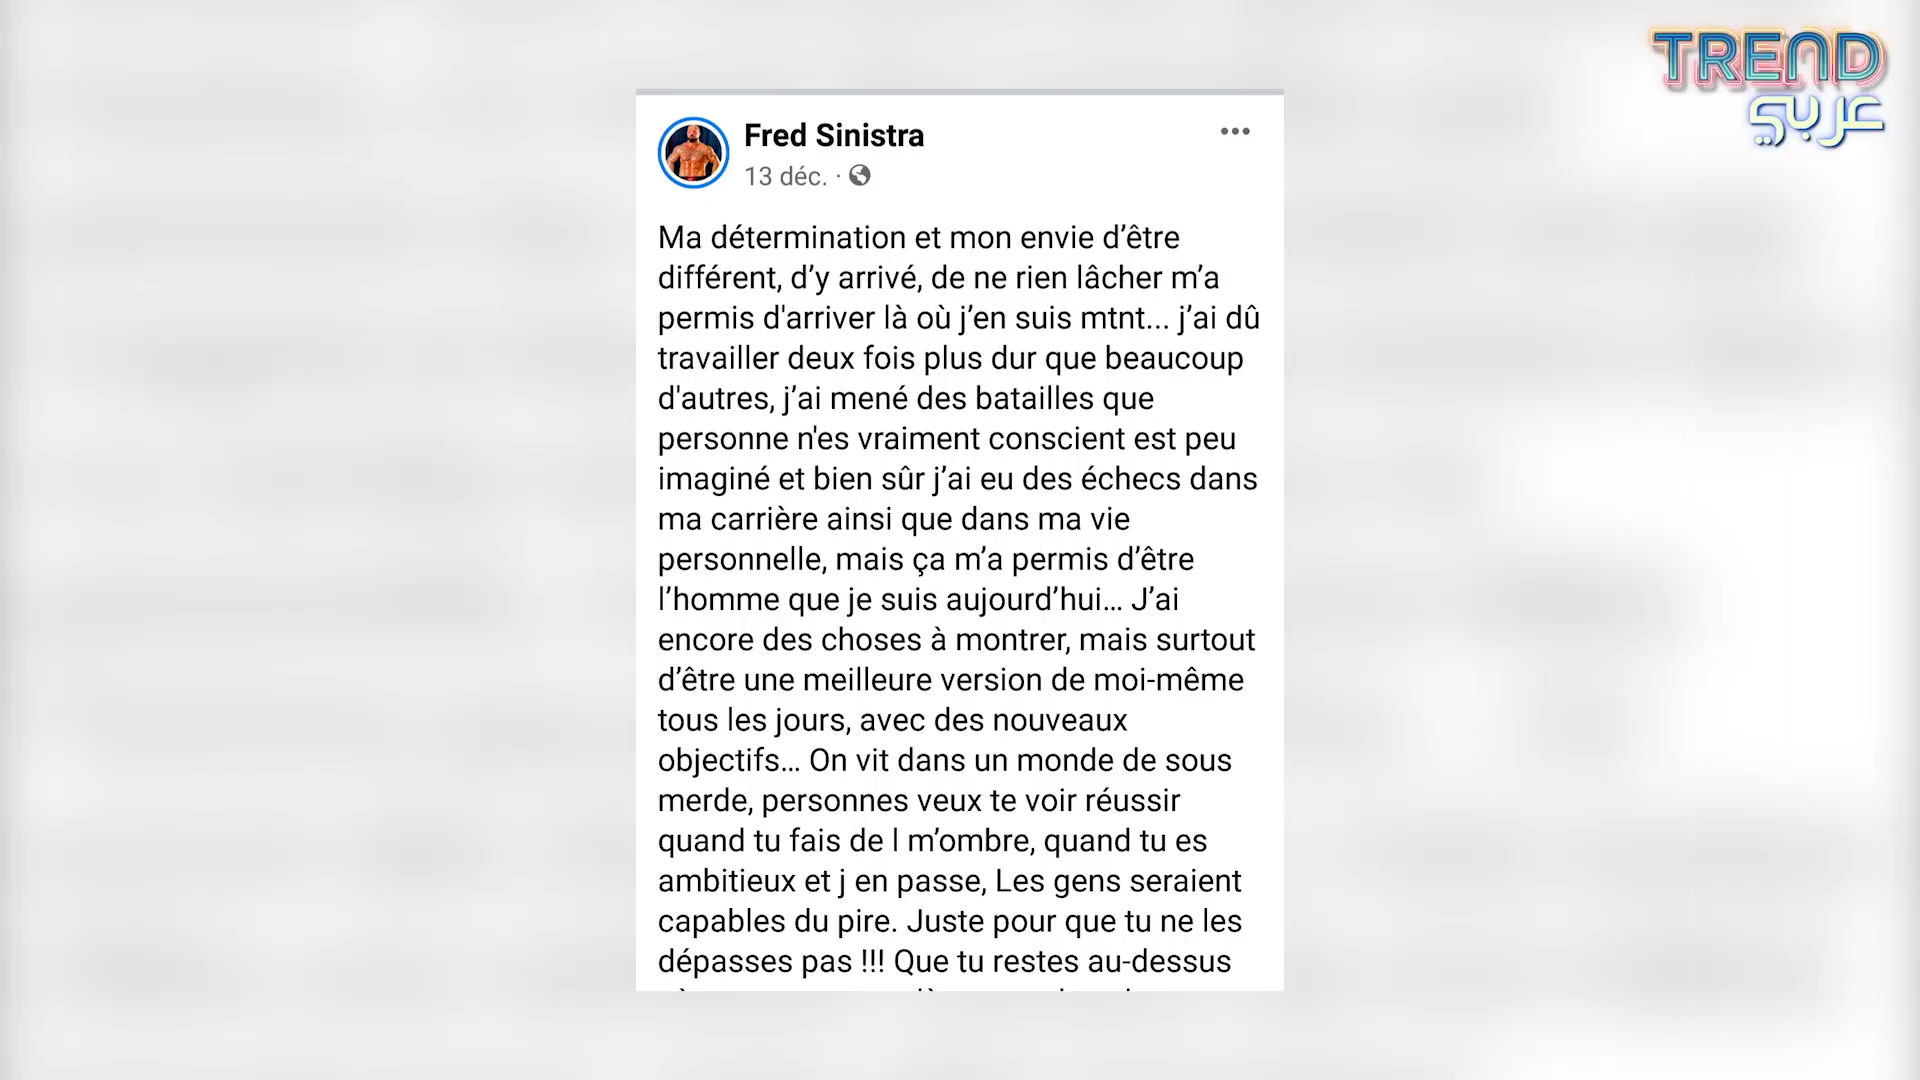 TREND
عربي
Fred Sinistra
13 déc. ·
Ma détermination et mon envie d’être
différent, d’y arrivé, de ne rien lâcher m’a
permis d'arriver là où j’en suis mtnt... j’ai dû
travailler deux fois plus dur que beaucoup
d'autres, j’ai mené des batailles que
personne n'es vraiment conscient est peu
imaginé et bien sûr j’ai eu des échecs dans
ma carrière ainsi que dans ma vie
personnelle, mais ça m’a permis d’être
l’homme que je suis aujourd’hui… J’ai
encore des choses à montrer, mais surtout
d’être une meilleure version de moi-même
tous les jours, avec des nouveaux
objectifs… On vit dans un monde de sous
merde, personnes veux te voir réussir
quand tu fais de l m’ombre, quand tu es
ambitieux et j en passe, Les gens seraient
capables du pire. Juste pour que tu ne les
dépasses pas !!! Que tu restes au-dessus